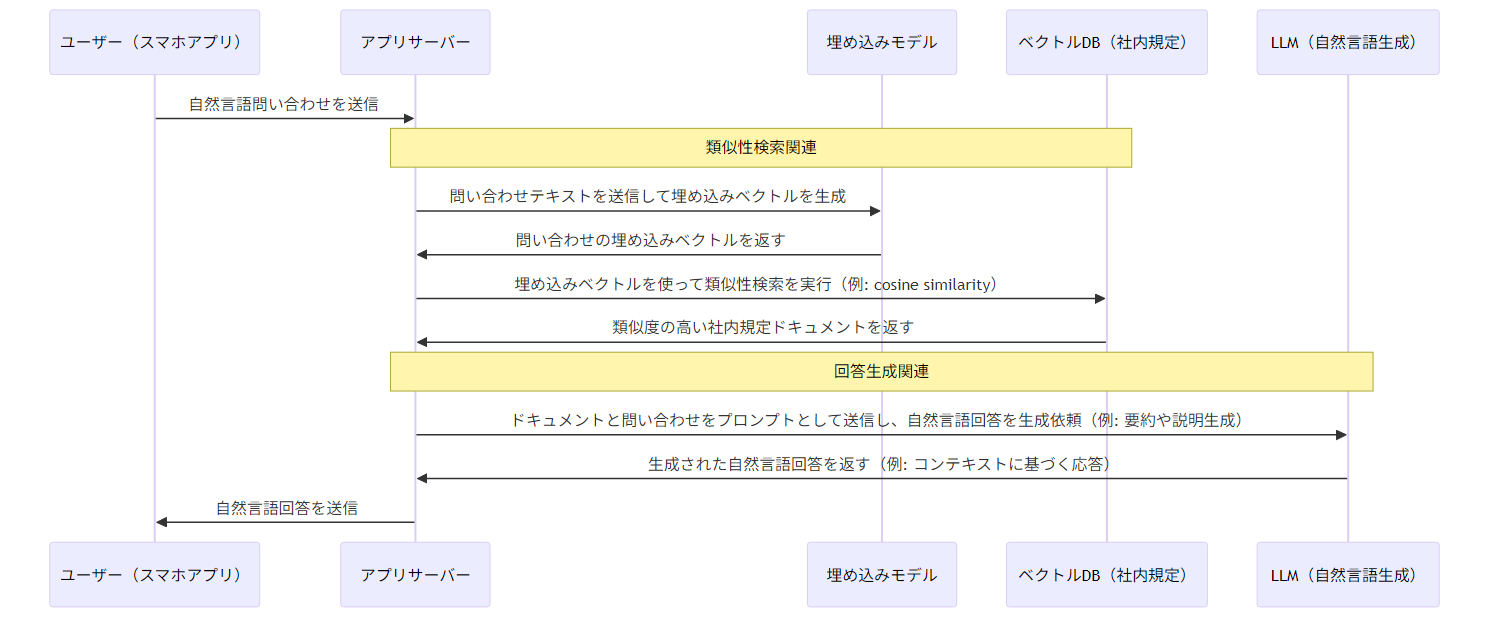 ユーザー（スマホアプリ）
アプリサーバー
埋め込みモデル
ベクトルDB（社内規定）
LLM（自然言語生成）
自然言語問い合わせを送信
類似性検索関連
問い合わせテキストを送信して埋め込みベクトルを生成
問い合わせの埋め込みベクトルを返す
埋め込みベクトルを使って類似性検索を実行（例: cosine similarity）
類似度の高い社内規定ドキュメントを返す
回答生成関連
ドキュメントと問い合わせをプロンプトとして送信し、自然言語回答を生成依頼（例: 要約や説明生成）
生成された自然言語回答を返す（例: コンテキストに基づく応答）
自然言語回答を送信
ユーザー（スマホアプリ）
アプリサーバー
埋め込みモデル
ベクトルDB（社内規定）
LLM（自然言語生成）